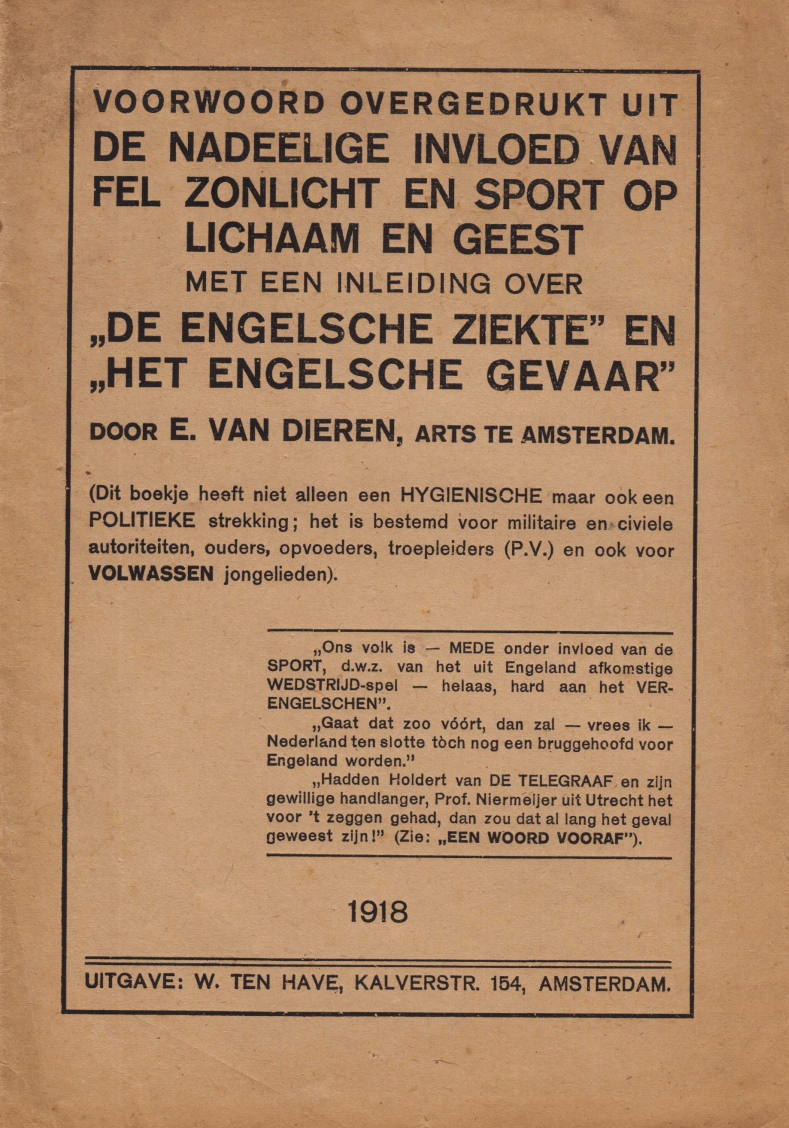 VOORWOORD OVERGEDRUKT UIT
DE NADEELIGE INVLOED VAN
FEL ZONLICHT EN SPORT OP
LICHAAM EN GEEST
MET EEN INLEIDING OVER
„DE ENGELSCHE ZIEKTE” EN
„HET ENGELSCHE GEVAAR”
DOOR E. VAN DIEREN, ARTS TE AMSTERDAM.
(Dit boekje heeft niet alleen een HYGIENISCHE maar ook een
POLITIEKE strekking; het is bestemd voor militaire en civiele
autoriteiten, ouders, opvoeders, troepleiders (P.V.) en ook voor
VOLWASSEN jongelieden).
„Ons volk is — MEDE onder invloed van de
SPORT, d.w.z. van het uit Engeland afkomstige
WEDSTRIJD-spel — helaas, hard aan het VER-
ENGELSCHEN”.
„Gaat dat zoo vóórt, dan zal — vrees ik —
Nederland ten slotte tòch nog een bruggehoofd voor
Engeland worden.”
„Hadden Holdert van DE TELEGRAAF en zijn
gewillige handlanger, Prof. Niermeijer uit Utrecht het
voor 't zeggen gehad, dan zou dat al lang het geval
geweest zijn!” (Zie: „EEN WOORD VOORAF”).
1918
UITGAVE: W. TEN HAVE, KALVERSTR. 154, AMSTERDAM.